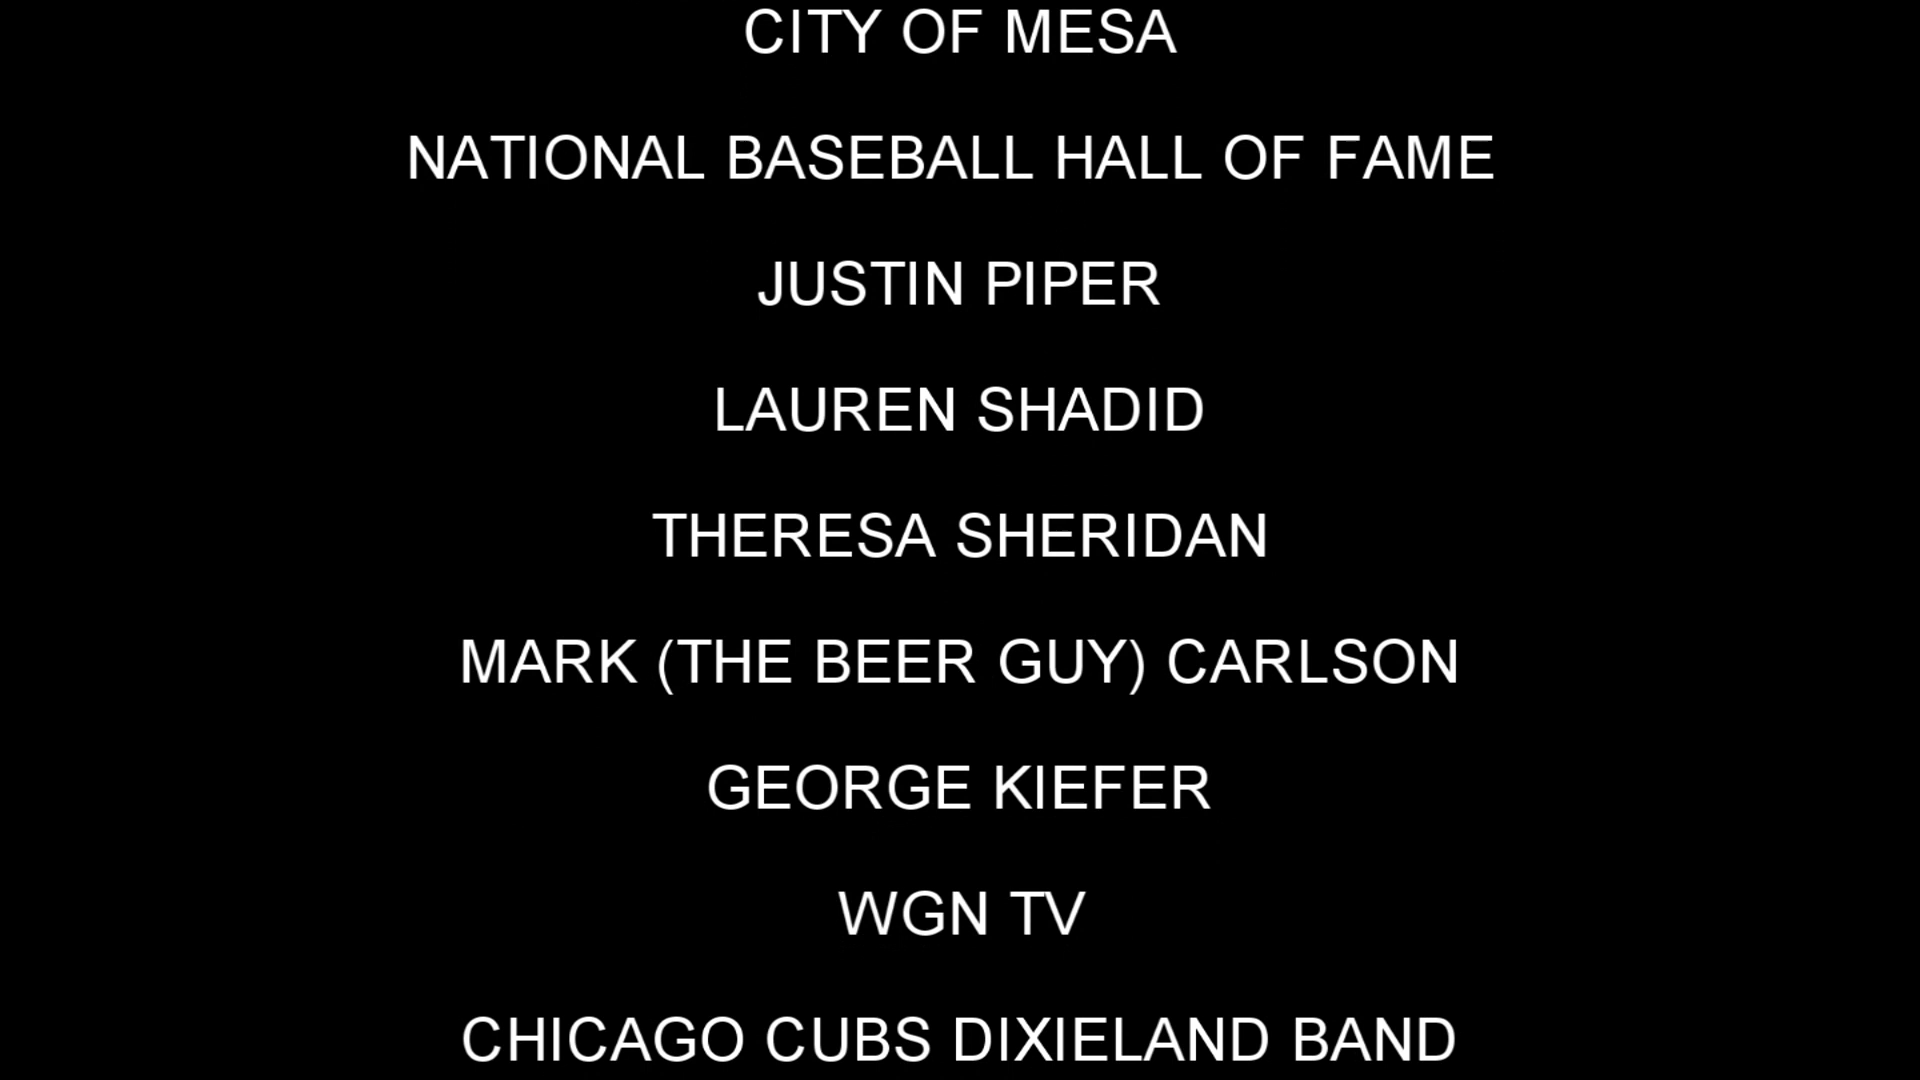 CITY OF MESA
NATIONAL BASEBALL HALL OF FAME
JUSTIN PIPER
LAUREN SHADID
THERESA SHERIDAN
MARK (THE BEER GUY) CARLSON
GEORGE KIEFER
WGN TV
CHICAGO CUBS DIXIELAND BAND